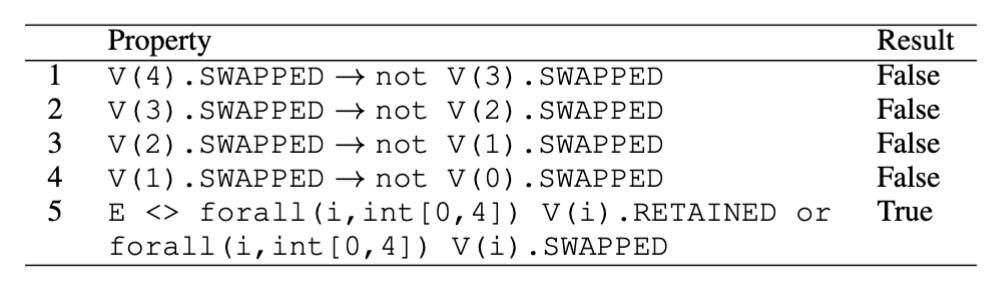 Property Result
1 V(4).SWAPPED → not V(3).SWAPPED False
2 V(3).SWAPPED → not V(2).SWAPPED False
3 V(2).SWAPPED → not V(1).SWAPPED False
4 V(1).SWAPPED → not V(0).SWAPPED False
5 E <> forall(i,int[0,4]) V(i).RETAINED or True
forall(i,int[0,4]) V(i).SWAPPED